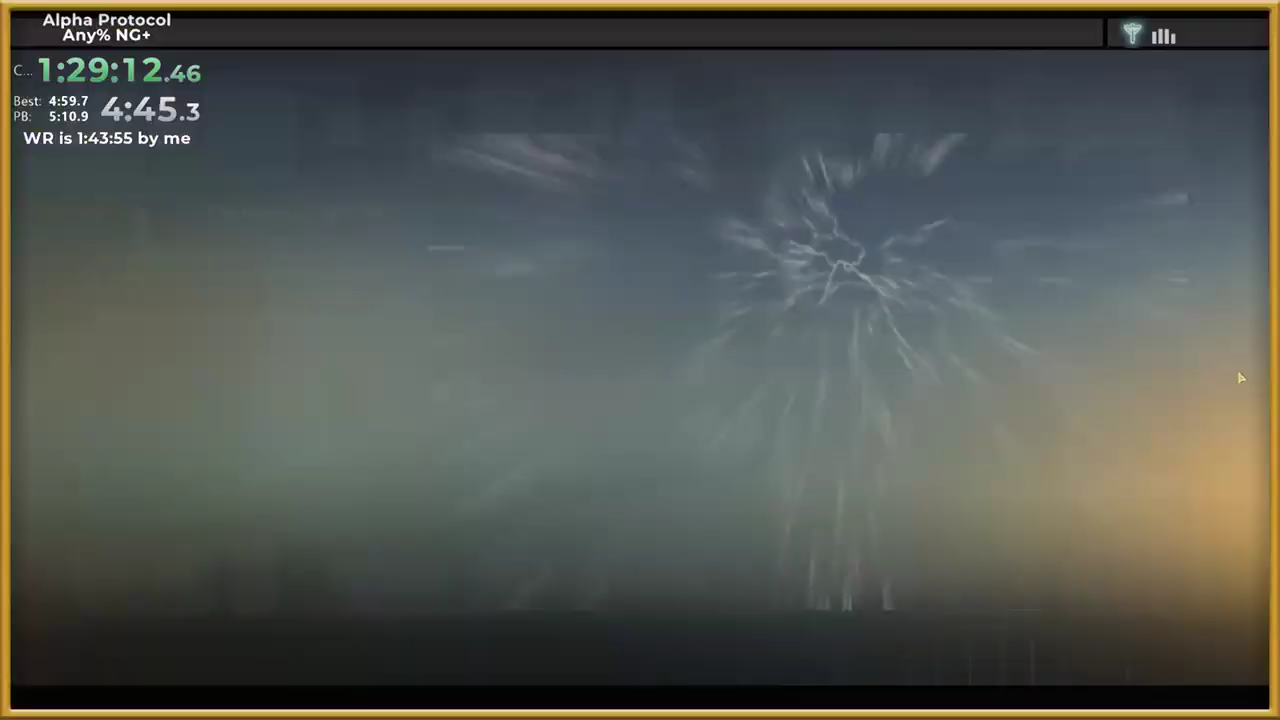 Alpha Protocol
Any% NG+
C... 1:29:12.46
Best: 4:59.7
PB: 5:10.9
4:45.3
WR is 1:43:55 by me